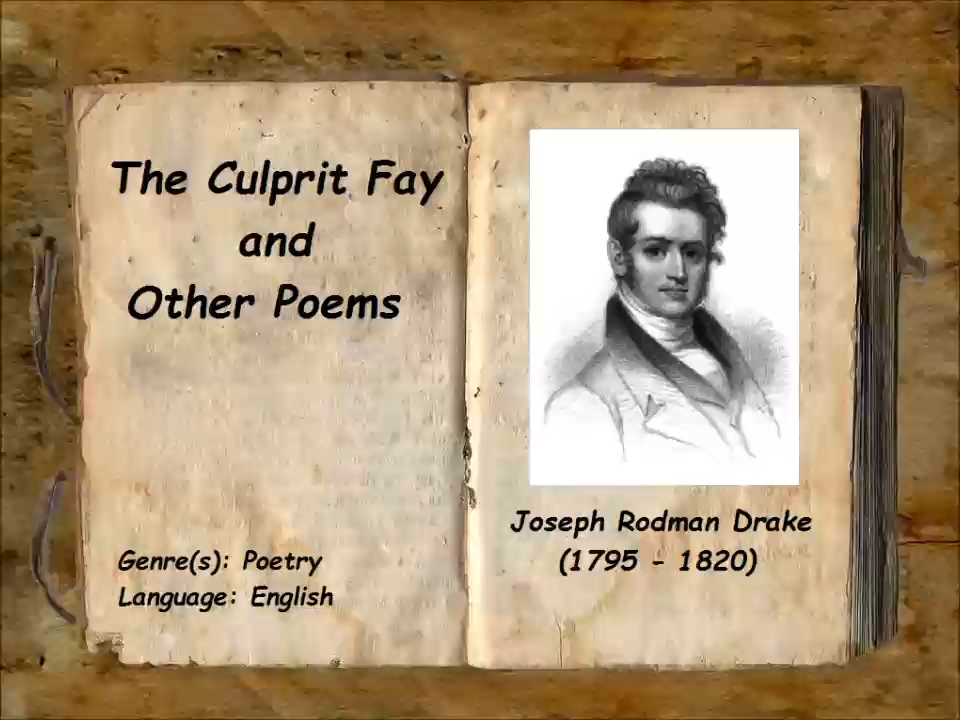 The Culprit Fay
and
Other Poems
Genre(s): Poetry
Language: English
Joseph Rodman Drake
(1795 - 1820)